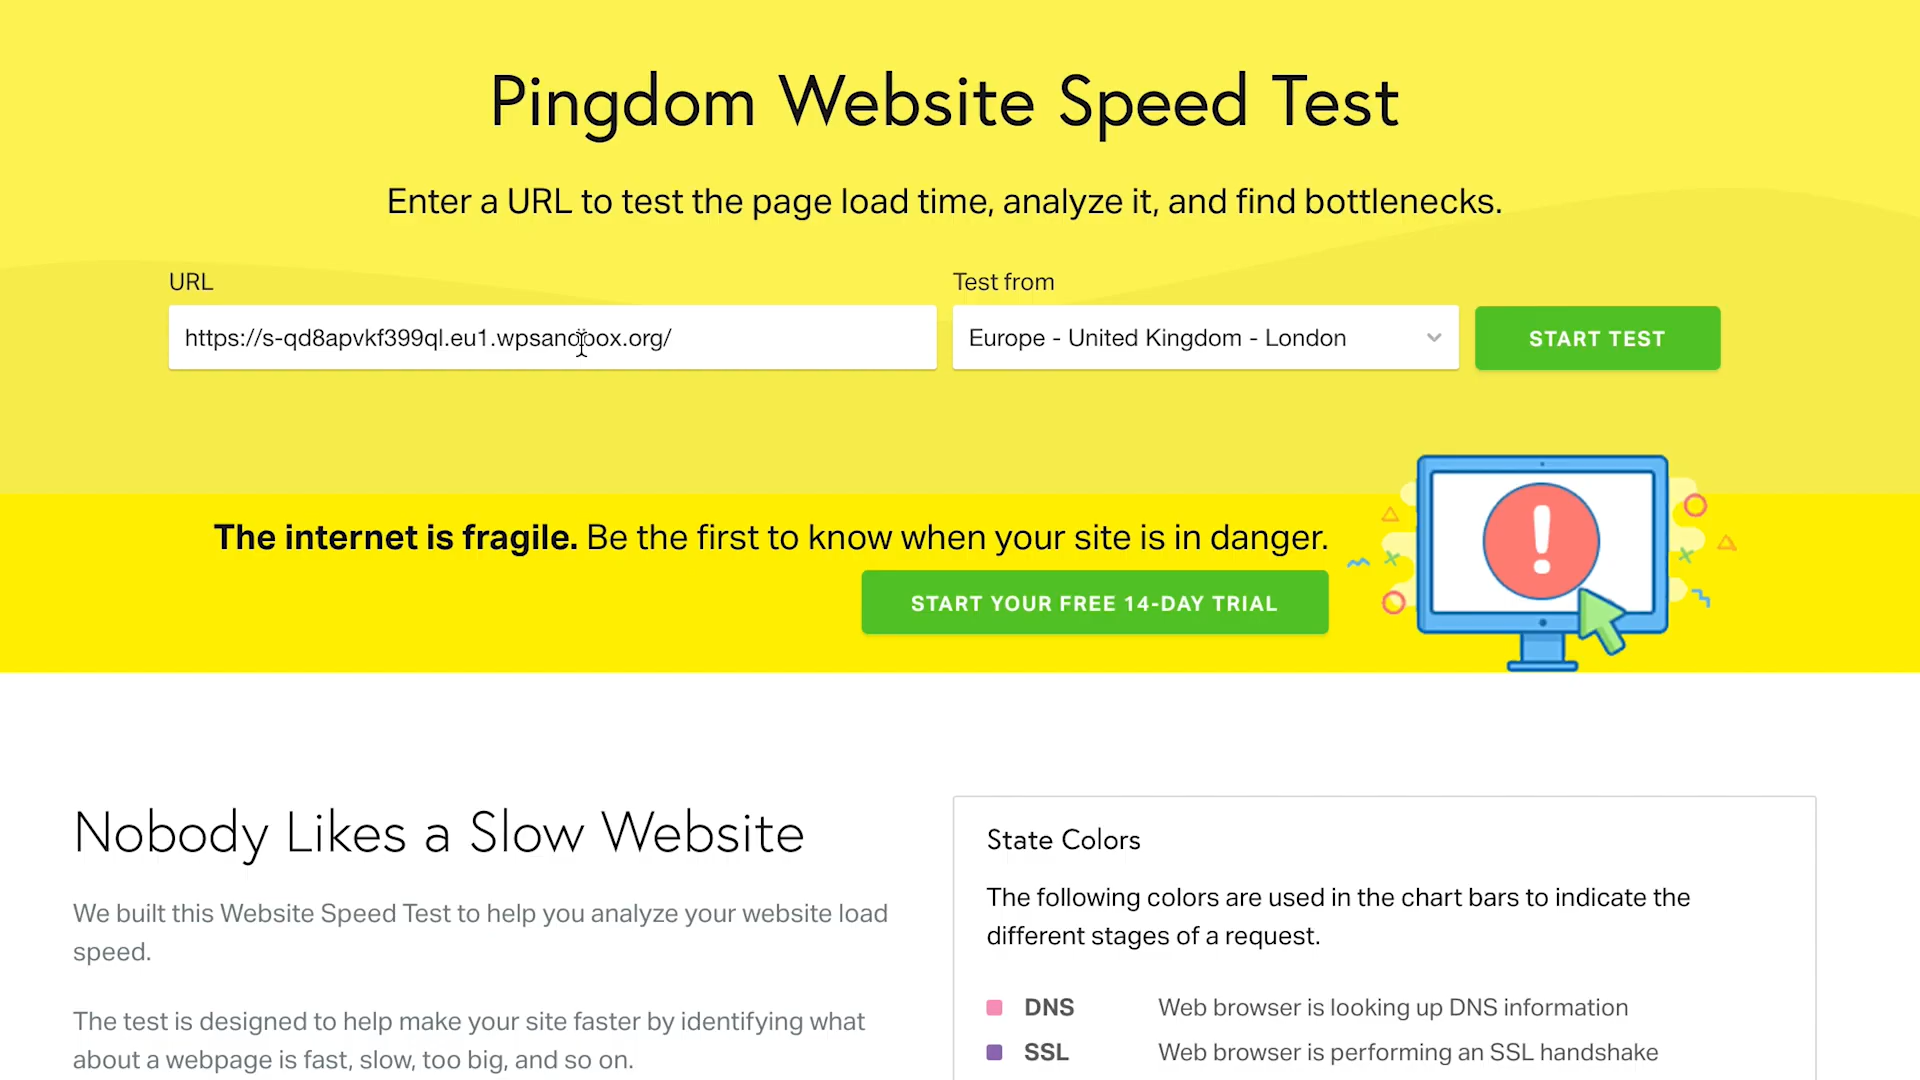 Pingdom Website Speed Test
Enter a URL to test the page load time, analyze it, and find bottlenecks.
URL
Test from
https://s-qd8apvkf399ql.eu1.wpsandbox.org/
Europe - United Kingdom - London
START TEST
The internet is fragile. Be the first to know when your site is in danger.
START YOUR FREE 14-DAY TRIAL
Nobody Likes a Slow Website
We built this Website Speed Test to help you analyze your website load
speed.
The test is designed to help make your site faster by identifying what
about a webpage is fast, slow, too big, and so on.
State Colors
The following colors are used in the chart bars to indicate the
different stages of a request.
DNS Web browser is looking up DNS information
SSL Web browser is performing an SSL handshake